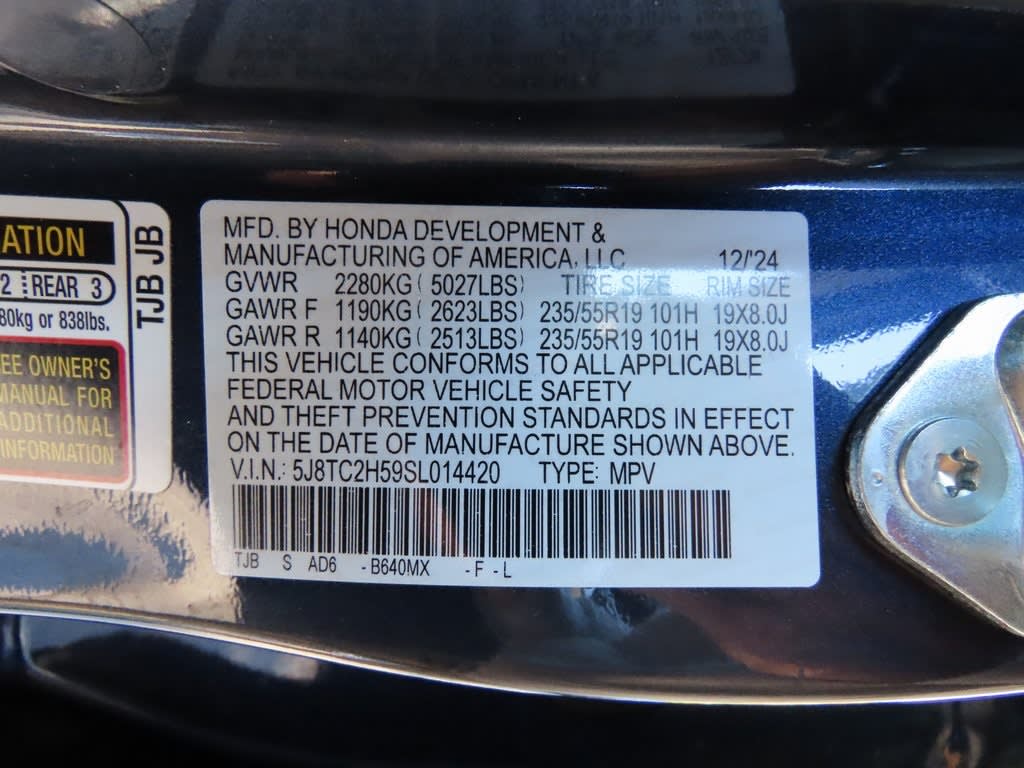 ATION
2 REAR 3
80kg or 838lbs.
EE OWNER'S
MANUAL FOR
ADDITIONAL
INFORMATION
TJB JB
MFD. BY HONDA DEVELOPMENT &
MANUFACTURING OF AMERICA, LLC 12/'24
GVWR 2280KG( 5027LBS) TIRE SIZE RIM SIZE
GAWR F 1190KG( 2623LBS) 235/55R19 101H 19X8.0J
GAWR R 1140KG( 2513LBS) 235/55R19 101H 19X8.0J
THIS VEHICLE CONFORMS TO ALL APPLICABLE
FEDERAL MOTOR VEHICLE SAFETY
AND THEFT PREVENTION STANDARDS IN EFFECT
ON THE DATE OF MANUFACTURE SHOWN ABOVE.
V.I.N.: 5J8TC2H59SL014420 TYPE: MPV
TJB S AD6 -B640MX -F -L